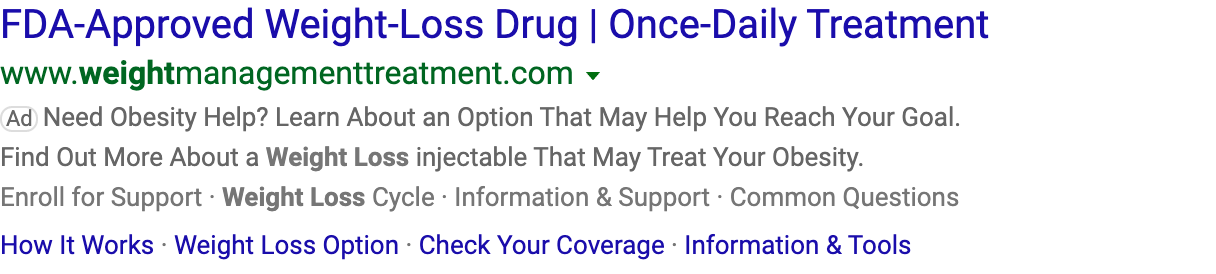 FDA-Approved Weight-Loss Drug | Once-Daily Treatment
www.weightmanagementtreatment.com
Ad Need Obesity Help? Learn About an Option That May Help You Reach Your Goal.
Find Out More About a Weight Loss injectable That May Treat Your Obesity.
Enroll for Support · Weight Loss Cycle · Information & Support · Common Questions
How It Works · Weight Loss Option · Check Your Coverage · Information & Tools